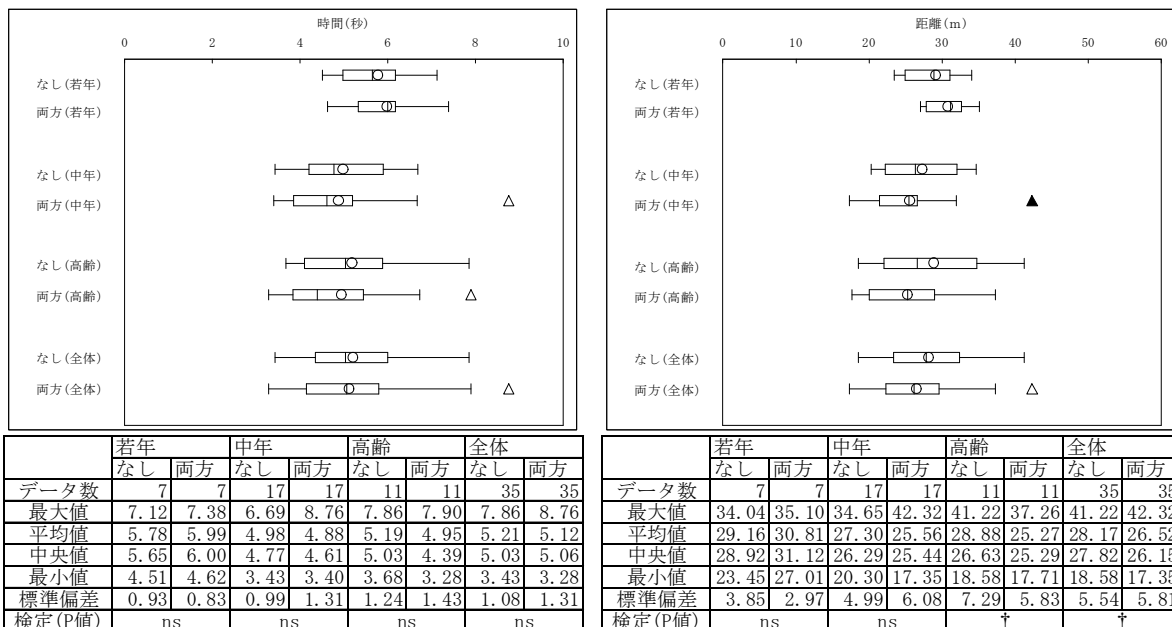 時間(秒)
0 2 4 6 8 10
なし(若年)
両方(若年)
なし(中年)
両方(中年)
なし(高齢)
両方(高齢)
なし(全体)
両方(全体)
若年 中年 高齢 全体
なし 両方 なし 両方 なし 両方 なし 両方
データ数 7 7 17 17 11 11 35 35
最大値 7.12 7.38 6.69 8.76 7.86 7.90 7.86 8.76
平均値 5.78 5.99 4.98 4.88 5.19 4.95 5.21 5.12
中央値 5.65 6.00 4.77 4.61 5.03 4.39 5.03 5.06
最小値 4.51 4.62 3.43 3.40 3.68 3.28 3.43 3.28
標準偏差 0.93 0.83 0.99 1.31 1.24 1.43 1.08 1.31
検定(P値) ns ns ns ns
距離(m)
0 10 20 30 40 50 60
なし(若年)
両方(若年)
なし(中年)
両方(中年)
なし(高齢)
両方(高齢)
なし(全体)
両方(全体)
若年 中年 高齢 全体
なし 両方 なし 両方 なし 両方 なし 両方
データ数 7 7 17 17 11 11 35 35
最大値 34.04 35.10 34.65 42.32 41.22 37.26 41.22 42.32
平均値 29.16 30.81 27.30 25.56 28.88 25.27 28.17 26.52
中央値 28.92 31.12 26.29 25.44 26.63 25.29 27.82 26.15
最小値 23.45 27.01 20.30 17.35 18.58 17.71 18.58 17.35
標準偏差 3.85 2.97 4.99 6.08 7.29 5.83 5.54 5.81
検定(P値) ns ns † †